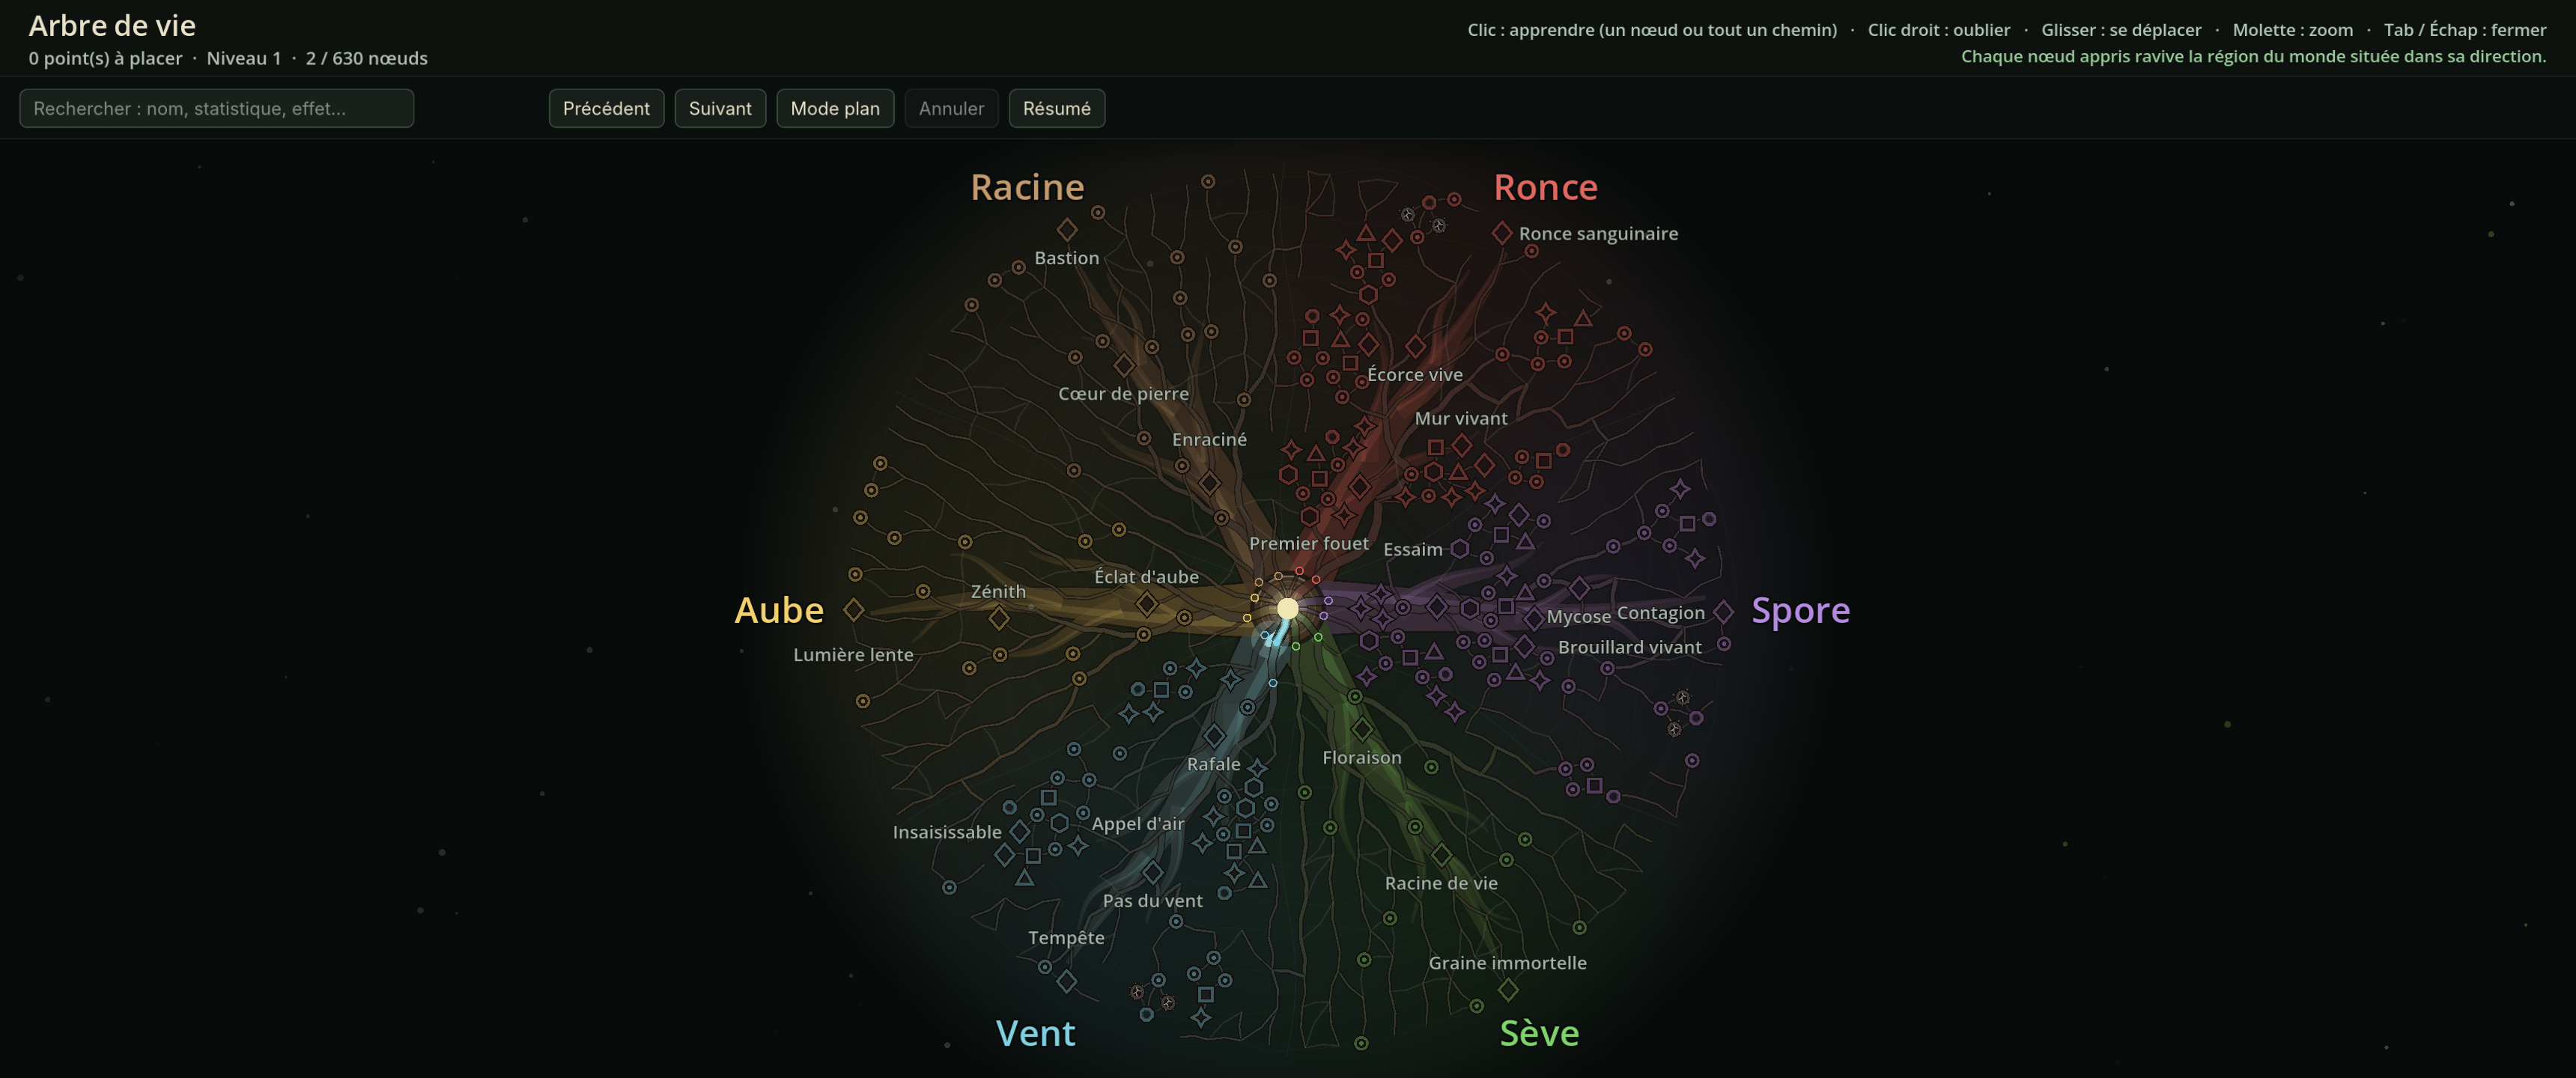 Arbre de vie
0 point(s) à placer · Niveau 1 · 2 / 630 nœuds
Clic : apprendre (un nœud ou tout un chemin) · Clic droit : oublier · Glisser : se déplacer · Molette : zoom · Tab / Échap : fermer
Chaque nœud appris ravive la région du monde située dans sa direction.
Rechercher : nom, statistique, effet...
Précédent
Suivant
Mode plan
Annuler
Résumé
Racine
Ronce
Ronce sanguinaire
Bastion
Écorce vive
Cœur de pierre
Mur vivant
Enraciné
Premier fouet
Essaim
Éclat d'aube
Zénith
Aube
Mycose
Contagion
Spore
Brouillard vivant
Lumière lente
Floraison
Rafale
Appel d'air
Insaisissable
Racine de vie
Pas du vent
Tempête
Graine immortelle
Vent
Sève